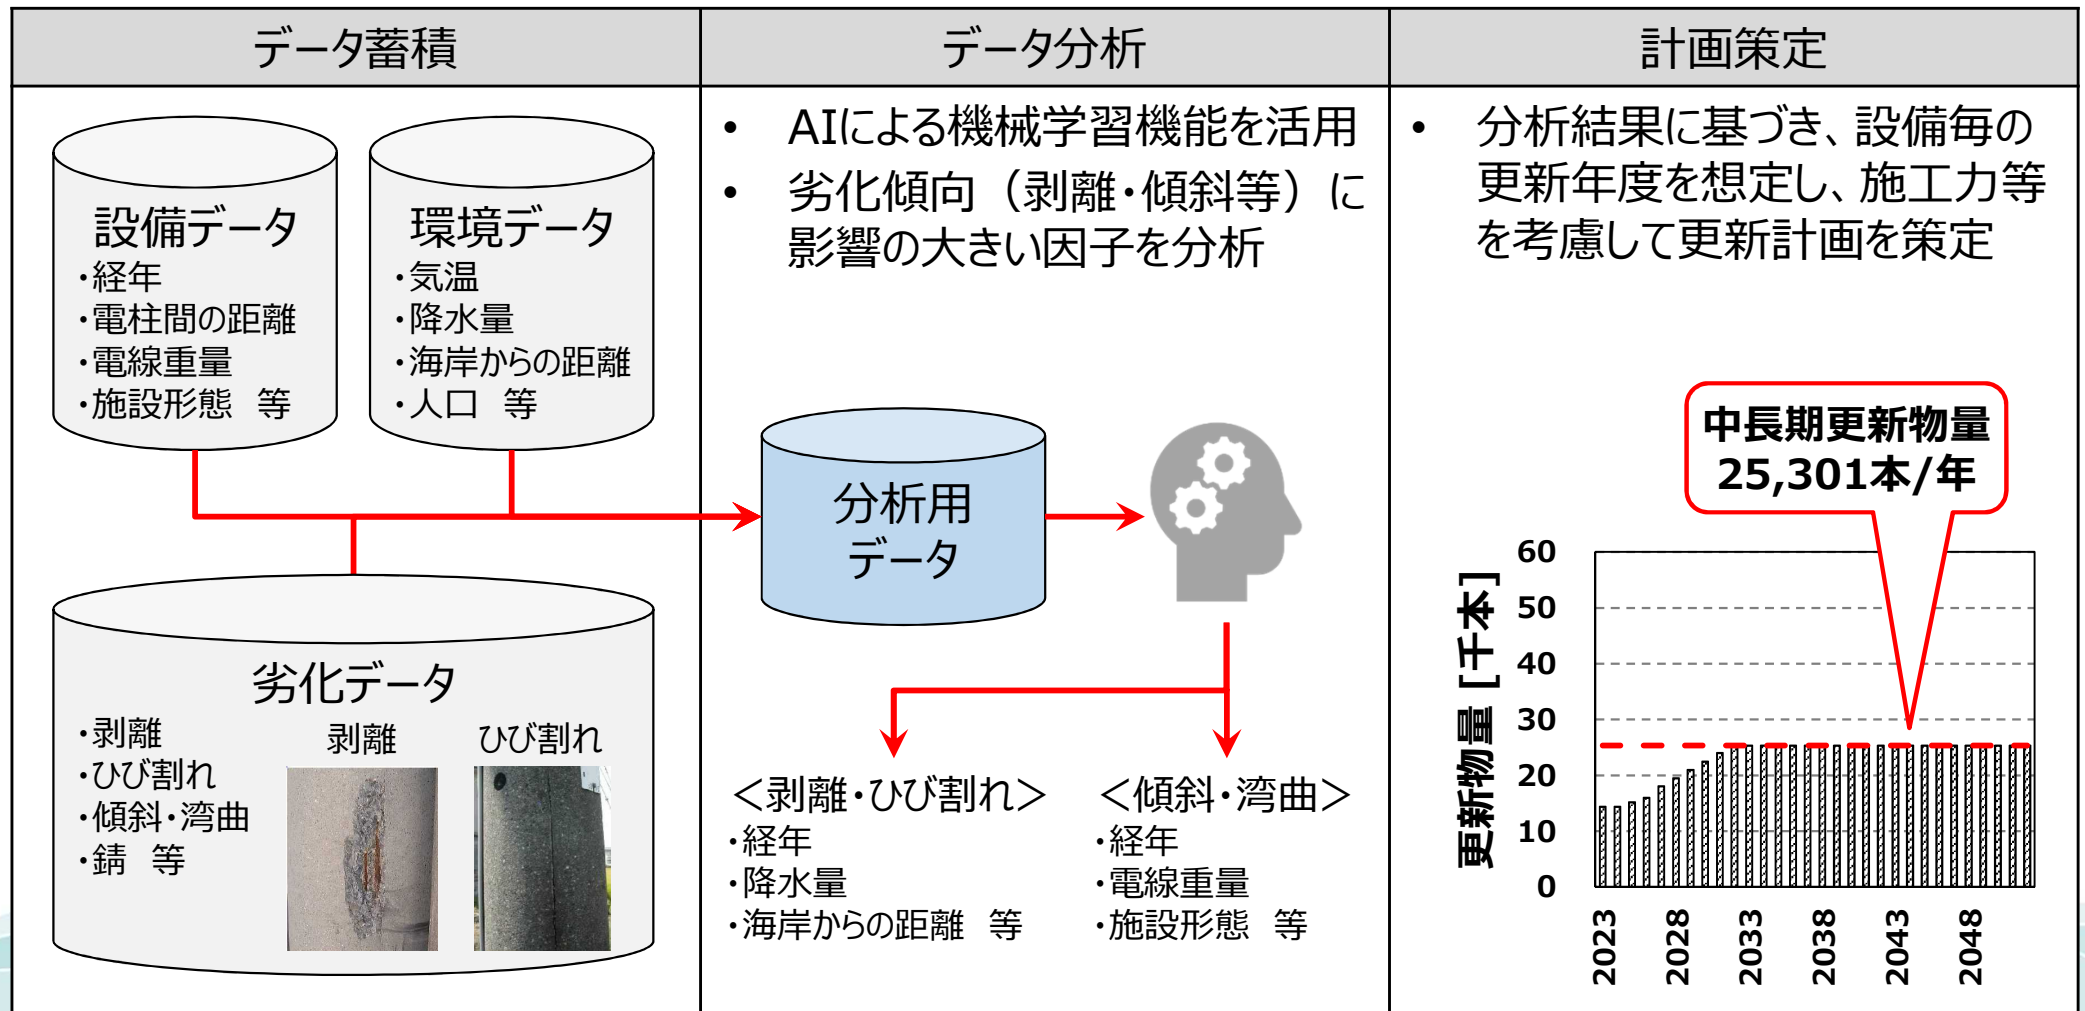 データ蓄積
設備データ
・経年
・電柱間の距離
・電線重量
・施設形態　等
環境データ
・気温
・降水量
・海岸からの距離
・人口　等
劣化データ
・剥離
・ひび割れ
・傾斜・湾曲
・錆　等
剥離
ひび割れ
データ分析
• AIによる機械学習機能を活用
• 劣化傾向（剥離・傾斜等）に
影響の大きい因子を分析
分析用
データ
＜剥離・ひび割れ＞
・経年
・降水量
・海岸からの距離　等
＜傾斜・湾曲＞
・経年
・電線重量
・施設形態　等
計画策定
• 分析結果に基づき、設備毎の
更新年度を想定し、施工力等
を考慮して更新計画を策定
中長期更新物量
25,301本/年
更新物量 [千本]
60
50
40
30
20
10
0
2023
2028
2033
2038
2043
2048